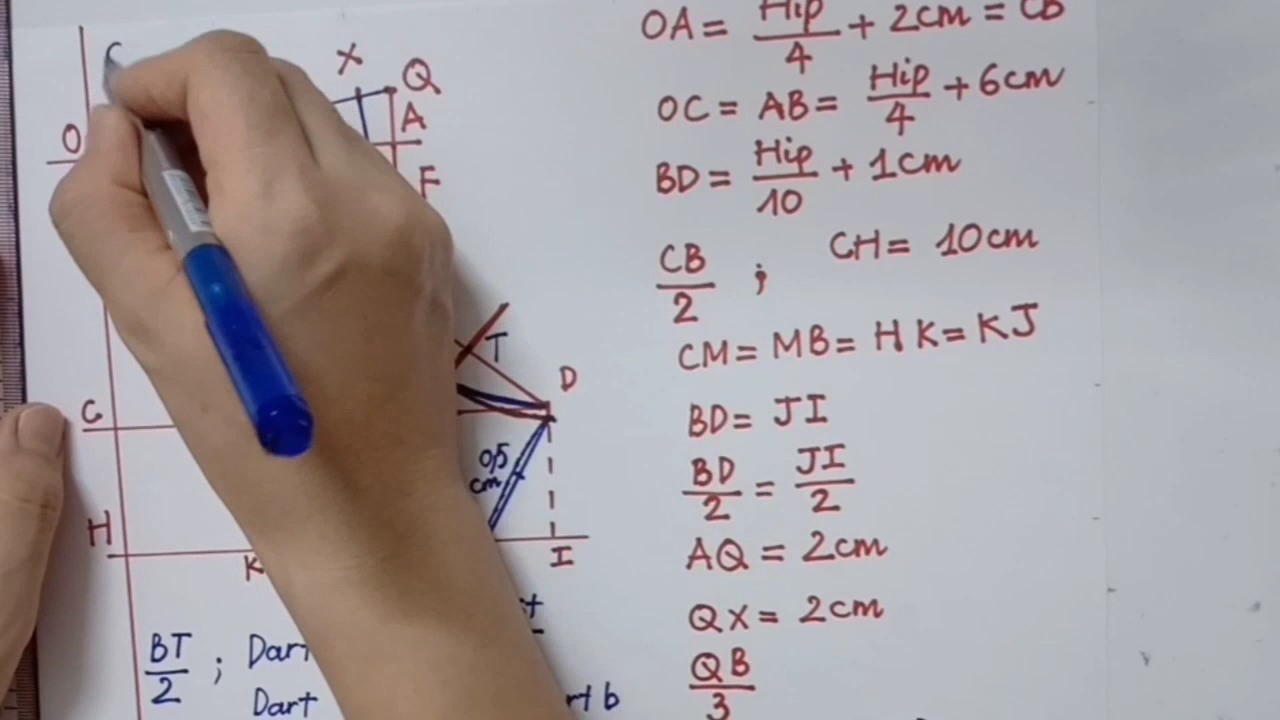 OA = Hip/4 + 2cm = CB
OC = AB = Hip/4 + 6cm
BD = Hip/10 + 1cm
CB/2 ; CH = 10cm
CM = MB = HK = KJ
BD = JI
BD/2 = JI/2
AQ = 2cm
QX = 2cm
QB/3
X Q
O A
F
T
D
C
0,5
cm
H
K I
BT/2 ; Dart
Dart